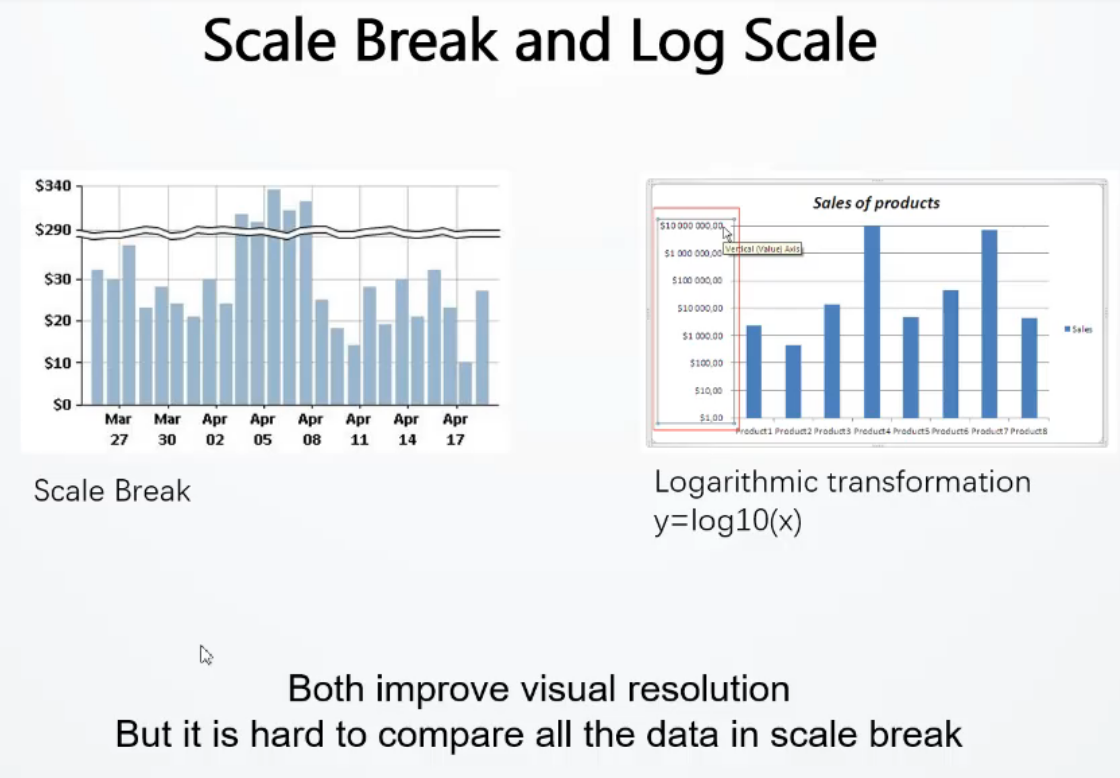 Scale Break and Log Scale
$340
$290
$30
$20
$10
$0
Mar Mar Apr Apr Apr Apr Apr Apr
27 30 02 05 08 11 14 17
Scale Break
Sales of products
$10 000 000,00
Vertical (Value) Axis
$1 000 000,00
$100 000,00
$10 000,00
$1 000,00
$100,00
$10,00
$1,00
Product1 Product2 Product3 Product4 Product5 Product6 Product7 Product8
Sales
Logarithmic transformation
y=log10(x)
Both improve visual resolution
But it is hard to compare all the data in scale break